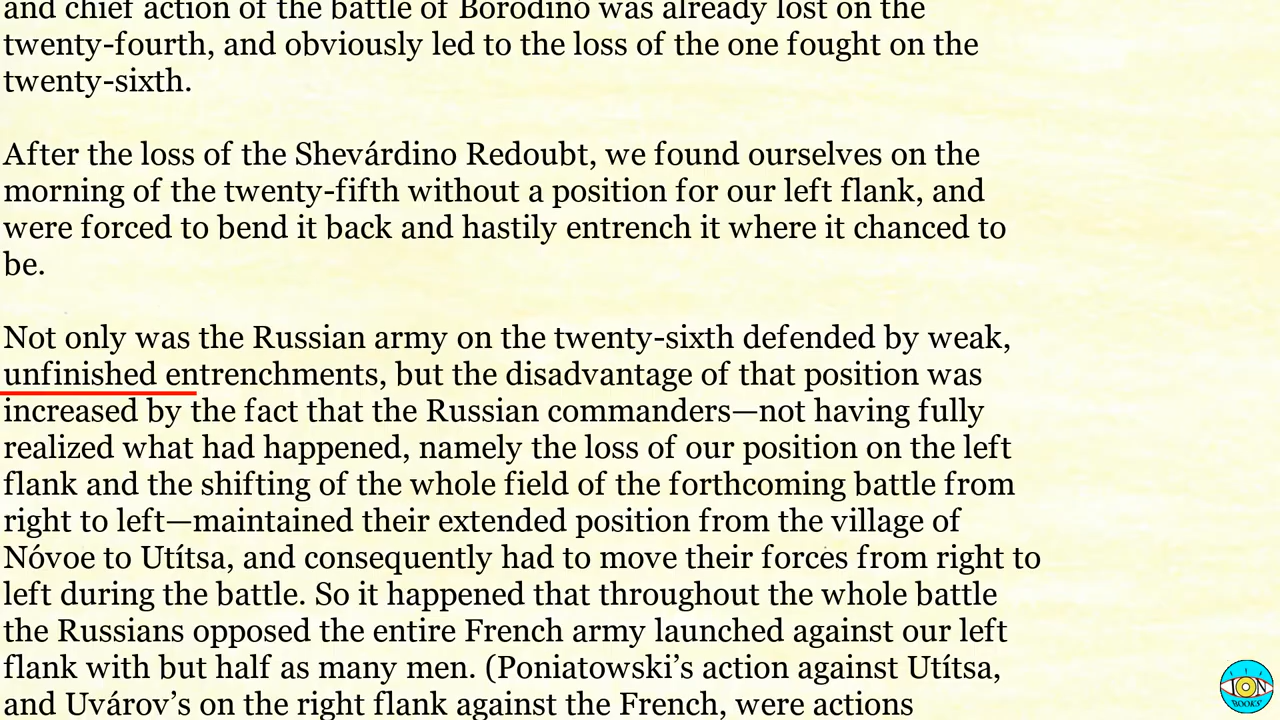 and chief action of the battle of Borodinó was already lost on the
twenty-fourth, and obviously led to the loss of the one fought on the
twenty-sixth.
After the loss of the Shevárdino Redoubt, we found ourselves on the
morning of the twenty-fifth without a position for our left flank, and
were forced to bend it back and hastily entrench it where it chanced to
be.
Not only was the Russian army on the twenty-sixth defended by weak,
unfinished entrenchments, but the disadvantage of that position was
increased by the fact that the Russian commanders—not having fully
realized what had happened, namely the loss of our position on the left
flank and the shifting of the whole field of the forthcoming battle from
right to left—maintained their extended position from the village of
Nóvoe to Utítsa, and consequently had to move their forces from right to
left during the battle. So it happened that throughout the whole battle
the Russians opposed the entire French army launched against our left
flank with but half as many men. (Poniatowski’s action against Utítsa,
and Uvárov’s on the right flank against the French, were actions
ION
BOOKS